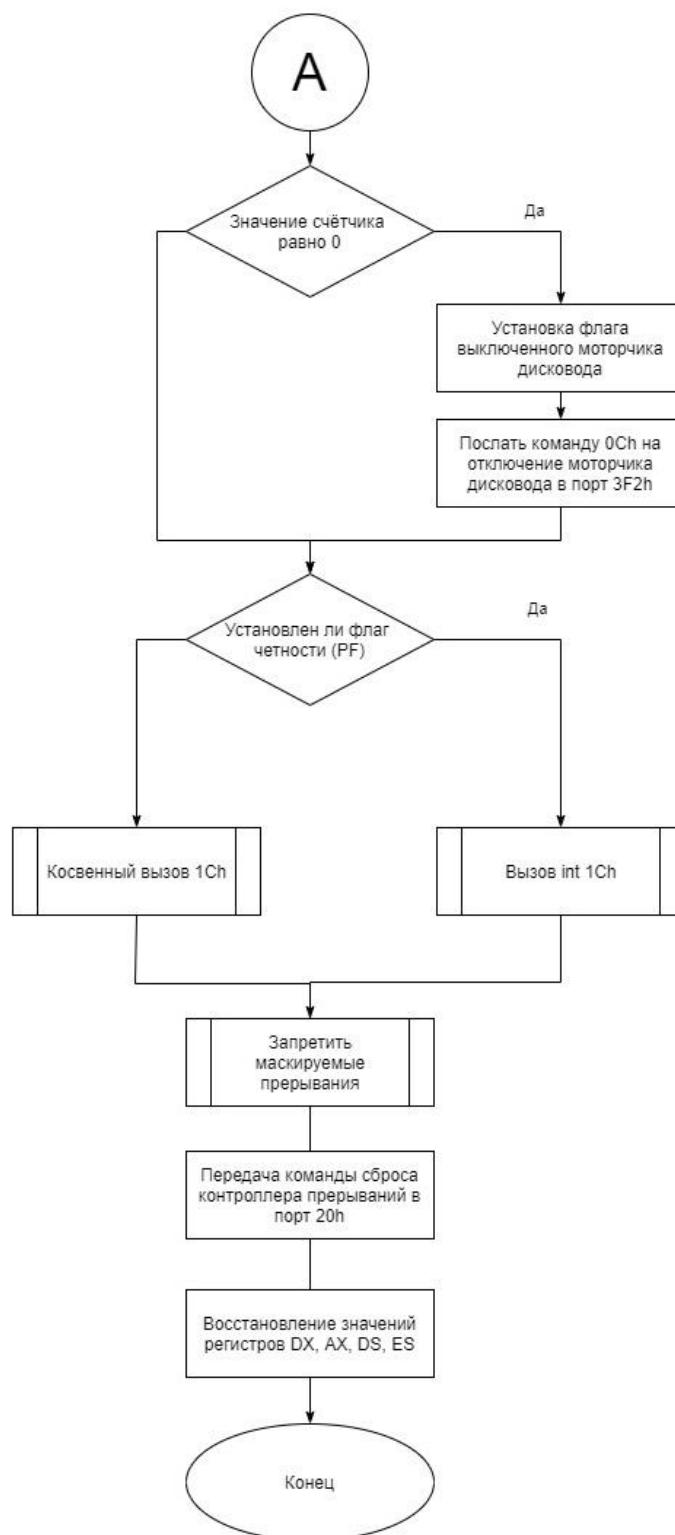 А
Значение счётчика
равно 0
Да
Установка флага
выключенного моторчика
дисковода
Послать команду 0Ch на
отключение моторчика
дисковода в порт 3F2h
Установлен ли флаг
четности (PF)
Да
Косвенный вызов 1Ch
Вызов int 1Ch
Запретить
маскируемые
прерывания
Передача команды сброса
контроллера прерываний в
порт 20h
Восстановление значений
регистров DX, AX, DS, ES
Конец